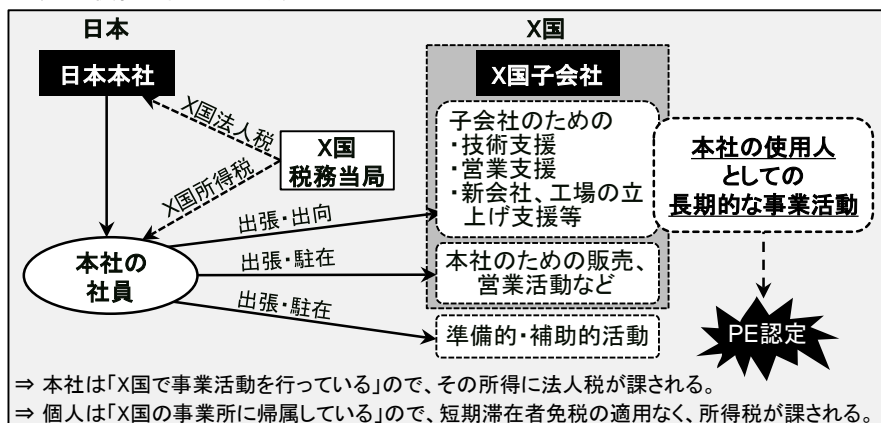 日本
X国
日本本社
X国子会社
X国法人税
X国
税務当局
X国所得税
子会社のための
・技術支援
・営業支援
・新会社、工場の立
上げ支援等
本社の使用人
としての
長期的な事業活動
出張・出向
本社の
社員
出張・駐在
本社のための販売、
営業活動など
出張・駐在
準備的・補助的活動
PE認定
⇒ 本社は「X国で事業活動を行っている」ので、その所得に法人税が課される。
⇒ 個人は「X国の事業所に帰属している」ので、短期滞在者免税の適用なく、所得税が課される。